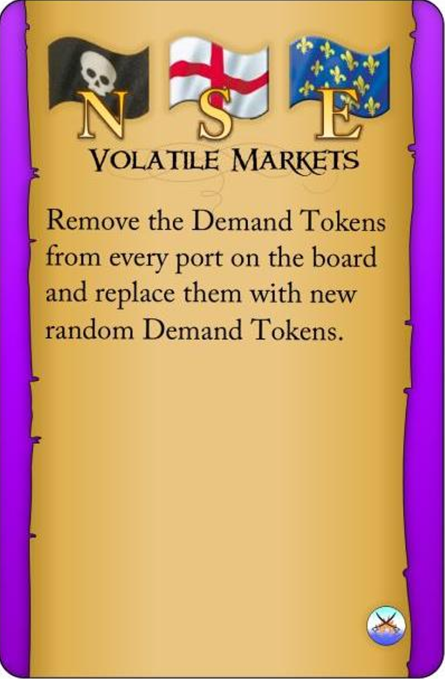 N S E
VOLATILE MARKETS
Remove the Demand Tokens
from every port on the board
and replace them with new
random Demand Tokens.